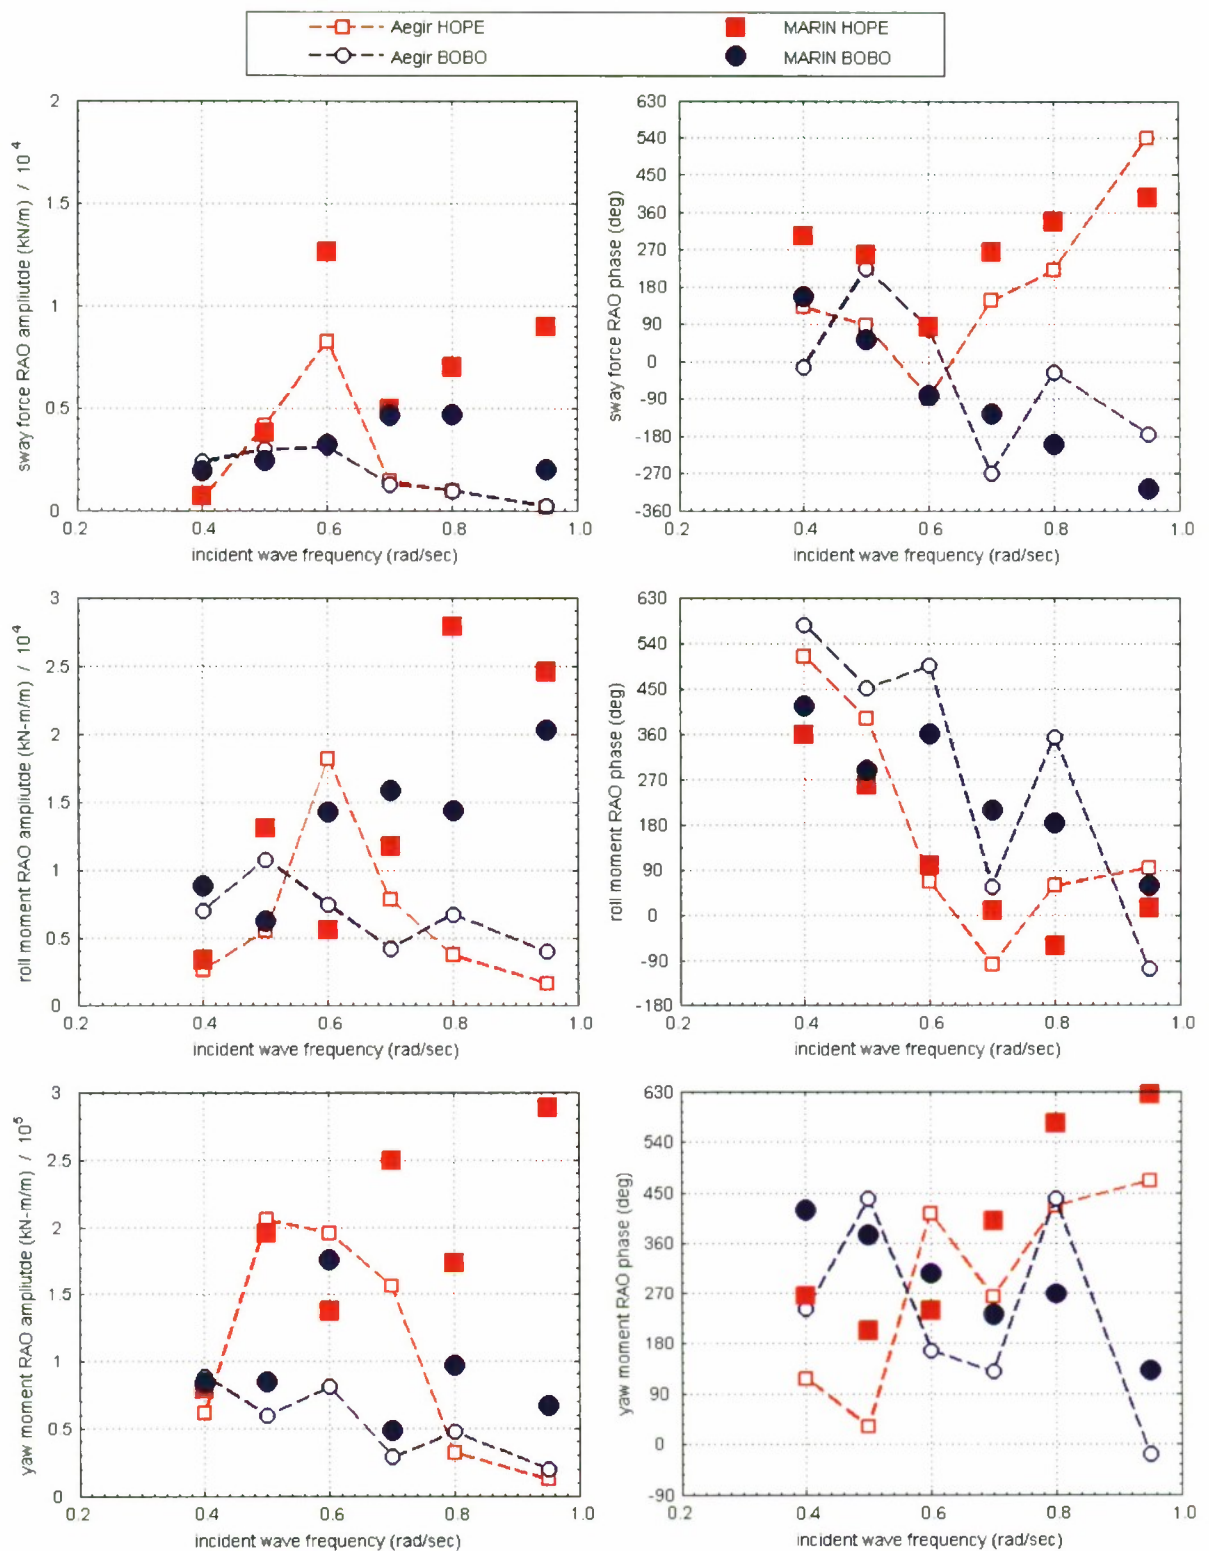 Aegir HOPE MARIN HOPE
Aegir BOBO MARIN BOBO
sway force RAO ampliutde (kN/m) / 10^4
2
1.5
1
0.5
0
0.2 0.4 0.6 0.8 1.0
incident wave frequency (rad/sec)
sway force RAO phase (deg)
630
540
450
360
270
180
90
0
-90
-180
-270
-360
0.2 0.4 0.6 0.8 1.0
incident wave frequency (rad/sec)
roll moment RAO ampliutde (kN-m/m) / 10^4
3
2.5
2
1.5
1
0.5
0
0.2 0.4 0.6 0.8 1.0
incident wave frequency (rad/sec)
roll moment RAO phase (deg)
630
540
450
360
270
180
90
0
-90
-180
0.2 0.4 0.6 0.8 1.0
incident wave frequency (rad/sec)
yaw moment RAO ampliutde (kN-m/m) / 10^5
3
2.5
2
1.5
1
0.5
0
0.2 0.4 0.6 0.8 1.0
incident wave frequency (rad/sec)
yaw moment RAO phase (deg)
630
540
450
360
270
180
90
0
-90
0.2 0.4 0.6 0.8 1.0
incident wave frequency (rad/sec)